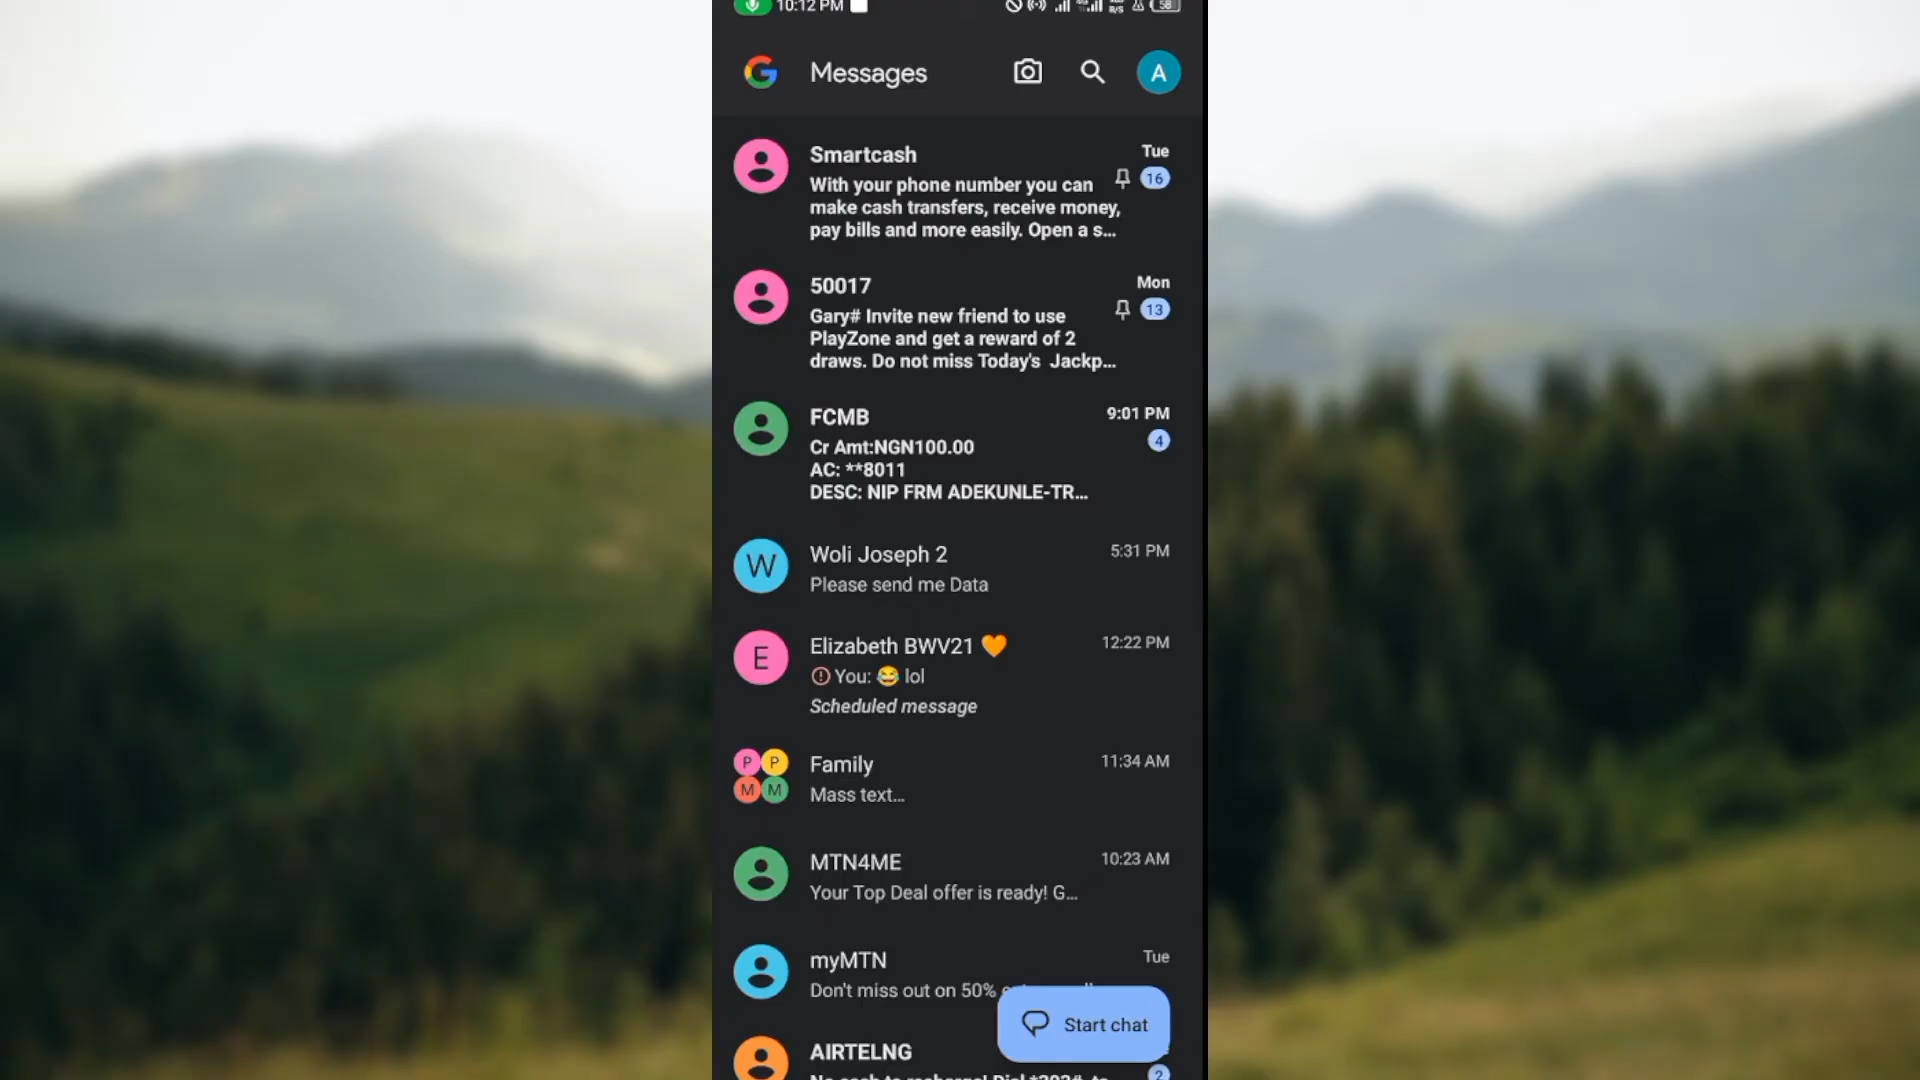 10:12 PM
58
Messages
A
Smartcash
Tue
With your phone number you can
16
make cash transfers, receive money,
pay bills and more easily. Open a s...
50017
Mon
Gary# Invite new friend to use
13
PlayZone and get a reward of 2
draws. Do not miss Today's Jackp...
FCMB
9:01 PM
Cr Amt:NGN100.00
4
AC: **8011
DESC: NIP FRM ADEKUNLE-TR...
W
Woli Joseph 2
5:31 PM
Please send me Data
E
Elizabeth BWV21 🧡
12:22 PM
You: 😂 lol
Scheduled message
P P
M M
Family
11:34 AM
Mass text...
MTN4ME
10:23 AM
Your Top Deal offer is ready! G...
myMTN
Tue
Don't miss out on 50%
Start chat
AIRTELNG
2